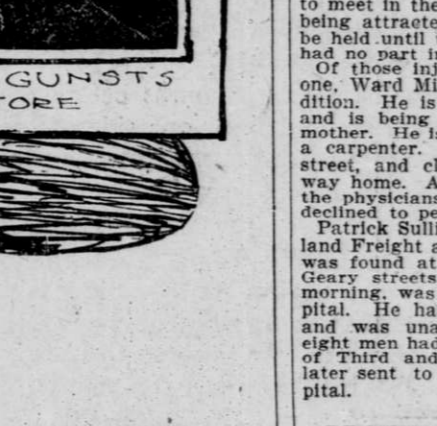 GUNSTS
TORE
to meet in the
being attracte
be held until
had no part i
Of those inj
one, Ward Mi
dition. He is
and is being
mother. He i
a carpenter.
street, and cl
way home. A
the physicians
declined to pe
Patrick Sulli
land Freight a
was found at
Geary streets
morning, was
pital. He ha
and was una
eight men had
of Third and
later sent to
pital.